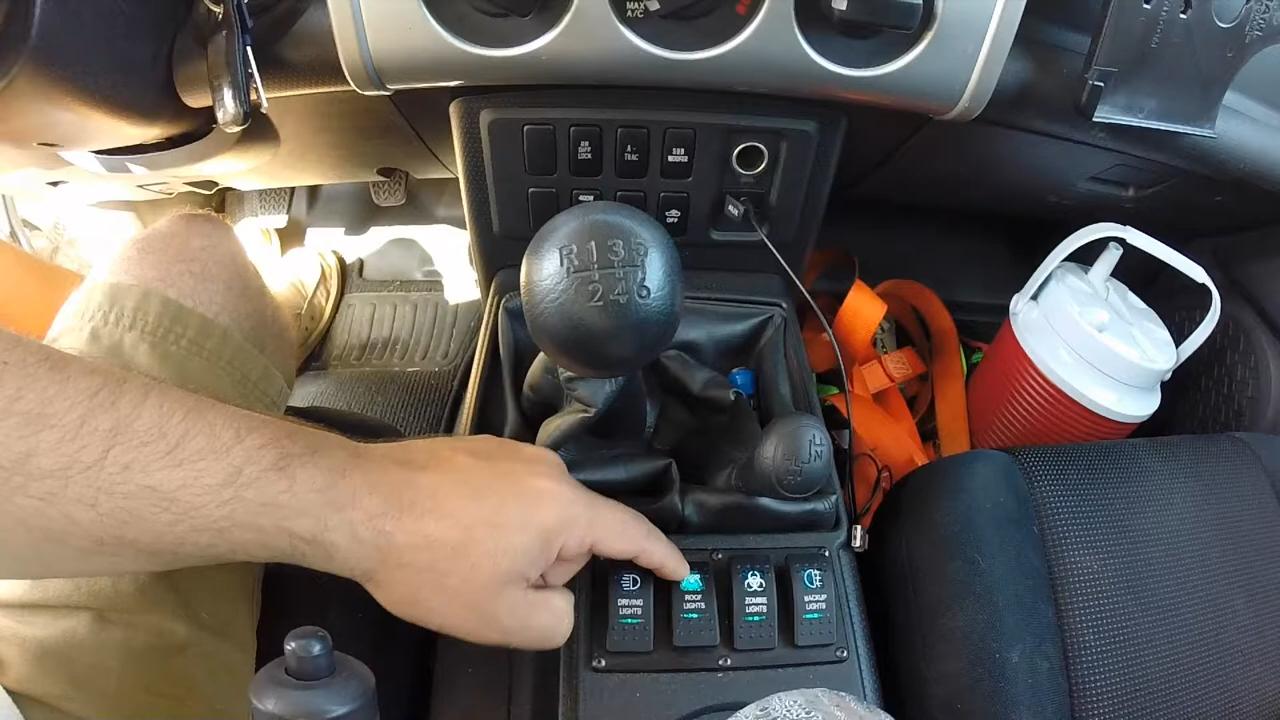 MAX
A/C
RR
DIFF
LOCK
A-
TRAC
SUB
WOOFER
OFF
AUX
R 1 3 5
2 4 6
N
DRIVING
LIGHTS
ROOF
LIGHTS
ZOMBIE
LIGHTS
BACKUP
LIGHTS